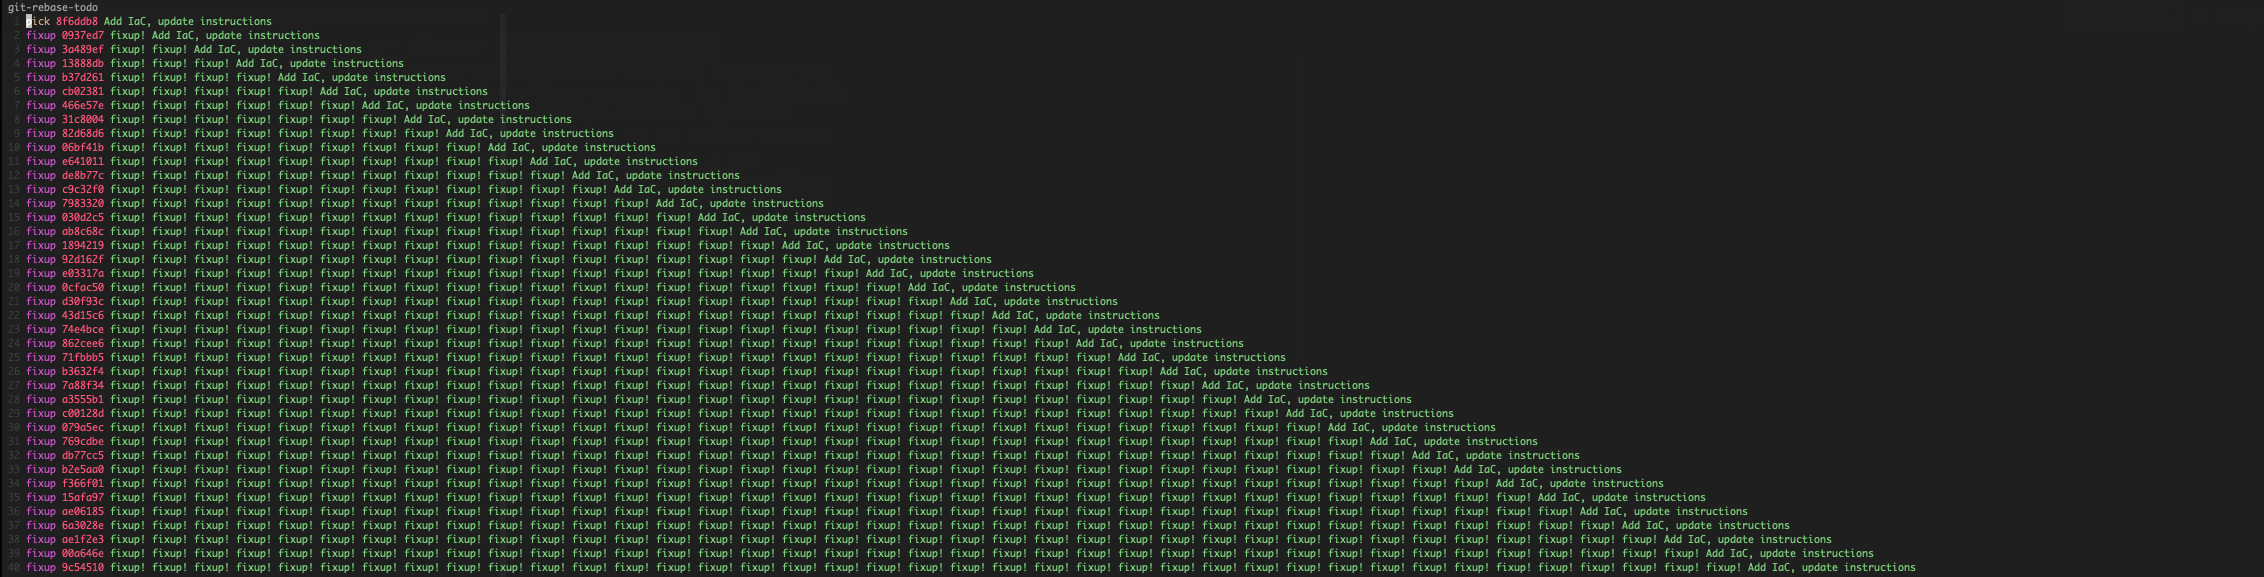 git-rebase-todo
1 pick 8f6ddb8 Add IaC, update instructions
2 fixup 0937ed7 fixup! Add IaC, update instructions
3 fixup 3a489ef fixup! fixup! Add IaC, update instructions
4 fixup 13888db fixup! fixup! fixup! Add IaC, update instructions
5 fixup b37d261 fixup! fixup! fixup! fixup! Add IaC, update instructions
6 fixup cb02381 fixup! fixup! fixup! fixup! fixup! Add IaC, update instructions
7 fixup 466e57e fixup! fixup! fixup! fixup! fixup! fixup! Add IaC, update instructions
8 fixup 31c8004 fixup! fixup! fixup! fixup! fixup! fixup! fixup! Add IaC, update instructions
9 fixup 82d68d6 fixup! fixup! fixup! fixup! fixup! fixup! fixup! fixup! Add IaC, update instructions
10 fixup 06bf41b fixup! fixup! fixup! fixup! fixup! fixup! fixup! fixup! fixup! Add IaC, update instructions
11 fixup e641011 fixup! fixup! fixup! fixup! fixup! fixup! fixup! fixup! fixup! fixup! Add IaC, update instructions
12 fixup de8b77c fixup! fixup! fixup! fixup! fixup! fixup! fixup! fixup! fixup! fixup! fixup! Add IaC, update instructions
13 fixup c9c32f0 fixup! fixup! fixup! fixup! fixup! fixup! fixup! fixup! fixup! fixup! fixup! fixup! Add IaC, update instructions
14 fixup 7983320 fixup! fixup! fixup! fixup! fixup! fixup! fixup! fixup! fixup! fixup! fixup! fixup! fixup! Add IaC, update instructions
15 fixup 030d2c5 fixup! fixup! fixup! fixup! fixup! fixup! fixup! fixup! fixup! fixup! fixup! fixup! fixup! fixup! Add IaC, update instructions
16 fixup ab8c68c fixup! fixup! fixup! fixup! fixup! fixup! fixup! fixup! fixup! fixup! fixup! fixup! fixup! fixup! fixup! Add IaC, update instructions
17 fixup 1894219 fixup! fixup! fixup! fixup! fixup! fixup! fixup! fixup! fixup! fixup! fixup! fixup! fixup! fixup! fixup! fixup! Add IaC, update instructions
18 fixup 92d162f fixup! fixup! fixup! fixup! fixup! fixup! fixup! fixup! fixup! fixup! fixup! fixup! fixup! fixup! fixup! fixup! fixup! Add IaC, update instructions
19 fixup e03317a fixup! fixup! fixup! fixup! fixup! fixup! fixup! fixup! fixup! fixup! fixup! fixup! fixup! fixup! fixup! fixup! fixup! fixup! Add IaC, update instructions
20 fixup 0cfac50 fixup! fixup! fixup! fixup! fixup! fixup! fixup! fixup! fixup! fixup! fixup! fixup! fixup! fixup! fixup! fixup! fixup! fixup! fixup! Add IaC, update instructions
21 fixup d30f93c fixup! fixup! fixup! fixup! fixup! fixup! fixup! fixup! fixup! fixup! fixup! fixup! fixup! fixup! fixup! fixup! fixup! fixup! fixup! fixup! Add IaC, update instructions
22 fixup 43d15c6 fixup! fixup! fixup! fixup! fixup! fixup! fixup! fixup! fixup! fixup! fixup! fixup! fixup! fixup! fixup! fixup! fixup! fixup! fixup! fixup! fixup! Add IaC, update instructions
23 fixup 74e4bce fixup! fixup! fixup! fixup! fixup! fixup! fixup! fixup! fixup! fixup! fixup! fixup! fixup! fixup! fixup! fixup! fixup! fixup! fixup! fixup! fixup! fixup! Add IaC, update instructions
24 fixup 862cee6 fixup! fixup! fixup! fixup! fixup! fixup! fixup! fixup! fixup! fixup! fixup! fixup! fixup! fixup! fixup! fixup! fixup! fixup! fixup! fixup! fixup! fixup! fixup! Add IaC, update instructions
25 fixup 71fbbb5 fixup! fixup! fixup! fixup! fixup! fixup! fixup! fixup! fixup! fixup! fixup! fixup! fixup! fixup! fixup! fixup! fixup! fixup! fixup! fixup! fixup! fixup! fixup! fixup! Add IaC, update instructions
26 fixup b3632f4 fixup! fixup! fixup! fixup! fixup! fixup! fixup! fixup! fixup! fixup! fixup! fixup! fixup! fixup! fixup! fixup! fixup! fixup! fixup! fixup! fixup! fixup! fixup! fixup! fixup! Add IaC, update instructions
27 fixup 7a88f34 fixup! fixup! fixup! fixup! fixup! fixup! fixup! fixup! fixup! fixup! fixup! fixup! fixup! fixup! fixup! fixup! fixup! fixup! fixup! fixup! fixup! fixup! fixup! fixup! fixup! fixup! Add IaC, update instructions
28 fixup a3555b1 fixup! fixup! fixup! fixup! fixup! fixup! fixup! fixup! fixup! fixup! fixup! fixup! fixup! fixup! fixup! fixup! fixup! fixup! fixup! fixup! fixup! fixup! fixup! fixup! fixup! fixup! fixup! Add IaC, update instructions
29 fixup c00128d fixup! fixup! fixup! fixup! fixup! fixup! fixup! fixup! fixup! fixup! fixup! fixup! fixup! fixup! fixup! fixup! fixup! fixup! fixup! fixup! fixup! fixup! fixup! fixup! fixup! fixup! fixup! fixup! Add IaC, update instructions
30 fixup 079a5ec fixup! fixup! fixup! fixup! fixup! fixup! fixup! fixup! fixup! fixup! fixup! fixup! fixup! fixup! fixup! fixup! fixup! fixup! fixup! fixup! fixup! fixup! fixup! fixup! fixup! fixup! fixup! fixup! fixup! Add IaC, update instructions
31 fixup 769cdbe fixup! fixup! fixup! fixup! fixup! fixup! fixup! fixup! fixup! fixup! fixup! fixup! fixup! fixup! fixup! fixup! fixup! fixup! fixup! fixup! fixup! fixup! fixup! fixup! fixup! fixup! fixup! fixup! fixup! fixup! Add IaC, update instructions
32 fixup db77cc5 fixup! fixup! fixup! fixup! fixup! fixup! fixup! fixup! fixup! fixup! fixup! fixup! fixup! fixup! fixup! fixup! fixup! fixup! fixup! fixup! fixup! fixup! fixup! fixup! fixup! fixup! fixup! fixup! fixup! fixup! fixup! Add IaC, update instructions
33 fixup b2e5aa0 fixup! fixup! fixup! fixup! fixup! fixup! fixup! fixup! fixup! fixup! fixup! fixup! fixup! fixup! fixup! fixup! fixup! fixup! fixup! fixup! fixup! fixup! fixup! fixup! fixup! fixup! fixup! fixup! fixup! fixup! fixup! fixup! Add IaC, update instructions
34 fixup f366f01 fixup! fixup! fixup! fixup! fixup! fixup! fixup! fixup! fixup! fixup! fixup! fixup! fixup! fixup! fixup! fixup! fixup! fixup! fixup! fixup! fixup! fixup! fixup! fixup! fixup! fixup! fixup! fixup! fixup! fixup! fixup! fixup! fixup! Add IaC, update instructions
35 fixup 15afa97 fixup! fixup! fixup! fixup! fixup! fixup! fixup! fixup! fixup! fixup! fixup! fixup! fixup! fixup! fixup! fixup! fixup! fixup! fixup! fixup! fixup! fixup! fixup! fixup! fixup! fixup! fixup! fixup! fixup! fixup! fixup! fixup! fixup! fixup! Add IaC, update instructions
36 fixup ae06185 fixup! fixup! fixup! fixup! fixup! fixup! fixup! fixup! fixup! fixup! fixup! fixup! fixup! fixup! fixup! fixup! fixup! fixup! fixup! fixup! fixup! fixup! fixup! fixup! fixup! fixup! fixup! fixup! fixup! fixup! fixup! fixup! fixup! fixup! fixup! Add IaC, update instructions
37 fixup 6a3028e fixup! fixup! fixup! fixup! fixup! fixup! fixup! fixup! fixup! fixup! fixup! fixup! fixup! fixup! fixup! fixup! fixup! fixup! fixup! fixup! fixup! fixup! fixup! fixup! fixup! fixup! fixup! fixup! fixup! fixup! fixup! fixup! fixup! fixup! fixup! fixup! Add IaC, update instructions
38 fixup ae1f2e3 fixup! fixup! fixup! fixup! fixup! fixup! fixup! fixup! fixup! fixup! fixup! fixup! fixup! fixup! fixup! fixup! fixup! fixup! fixup! fixup! fixup! fixup! fixup! fixup! fixup! fixup! fixup! fixup! fixup! fixup! fixup! fixup! fixup! fixup! fixup! fixup! fixup! Add IaC, update instructions
39 fixup 00a646e fixup! fixup! fixup! fixup! fixup! fixup! fixup! fixup! fixup! fixup! fixup! fixup! fixup! fixup! fixup! fixup! fixup! fixup! fixup! fixup! fixup! fixup! fixup! fixup! fixup! fixup! fixup! fixup! fixup! fixup! fixup! fixup! fixup! fixup! fixup! fixup! fixup! fixup! Add IaC, update instructions
40 fixup 9c54510 fixup! fixup! fixup! fixup! fixup! fixup! fixup! fixup! fixup! fixup! fixup! fixup! fixup! fixup! fixup! fixup! fixup! fixup! fixup! fixup! fixup! fixup! fixup! fixup! fixup! fixup! fixup! fixup! fixup! fixup! fixup! fixup! fixup! fixup! fixup! fixup! fixup! fixup! fixup! Add IaC, update instructions